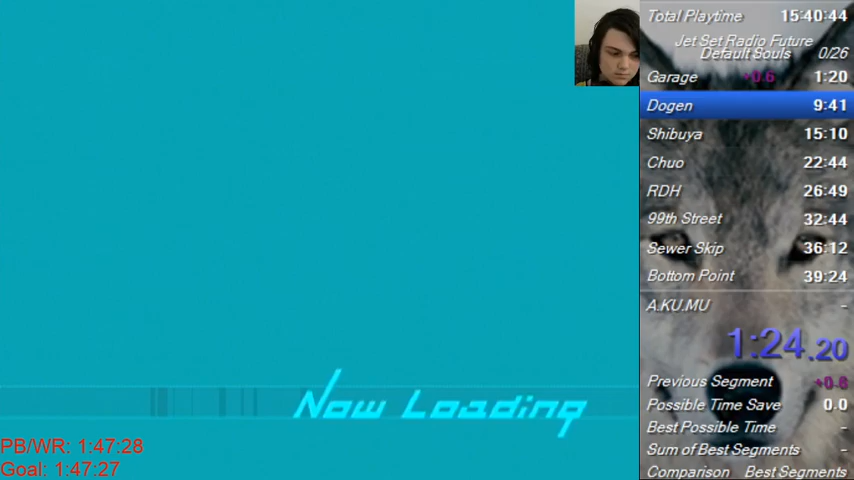 Total Playtime 15:40:44
Jet Set Radio Future
Default Souls 0/26
Garage +0.6 1:20
Dogen 9:41
Shibuya 15:10
Chuo 22:44
RDH 26:49
99th Street 32:44
Sewer Skip 36:12
Bottom Point 39:24
A.KU.MU -
1:24.20
Previous Segment +0.6
Possible Time Save 0.0
Best Possible Time -
Sum of Best Segments -
Comparison Best Segments
Now Loading
PB/WR: 1:47:28
Goal: 1:47:27